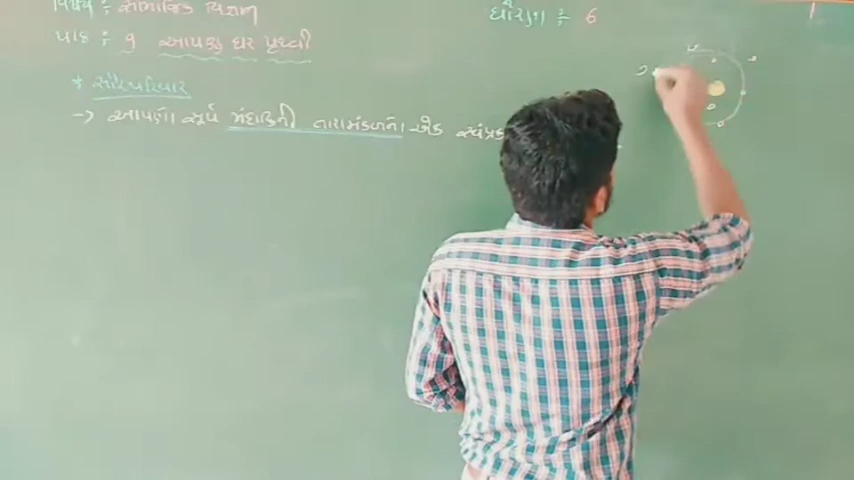 વિષય : સામાજિક વિજ્ઞાન
ધોરણ : 6
પાઠ : 9 આપણું ઘર પૃથ્વી
* સૌરપરિવાર
→ આપણા સૂર્ય મંદાકિની તારામંડળનો એક